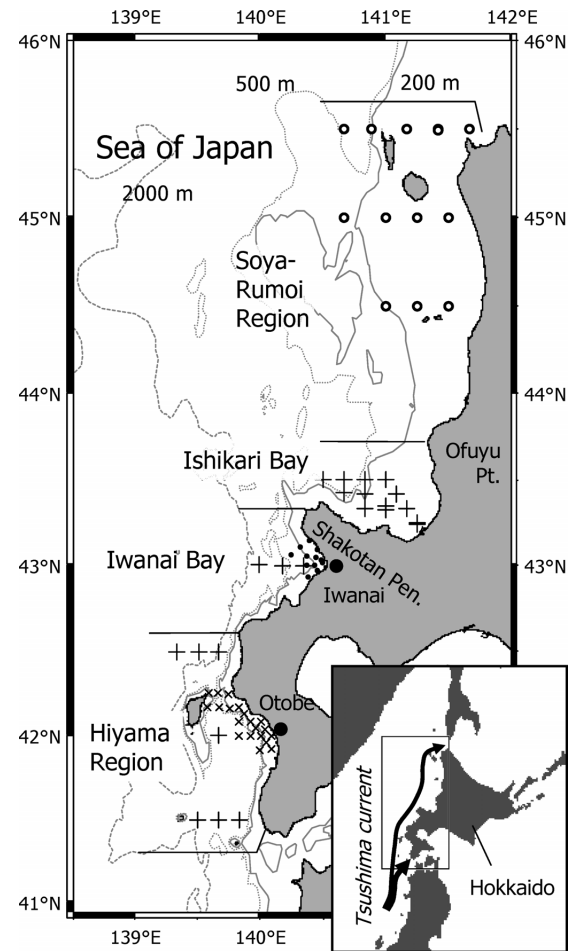 139°E 140°E 141°E 142°E
46°N 46°N
500 m 200 m
Sea of Japan
2000 m
45°N 45°N
Soya-
Rumoi
Region
44°N 44°N
Ishikari Bay
Ofuyu
Pt.
43°N 43°N
Shakotan Pen.
Iwanai Bay
Iwanai
Otobe
42°N
Hiyama
Region
Tsushima current
Hokkaido
41°N
139°E 140°E